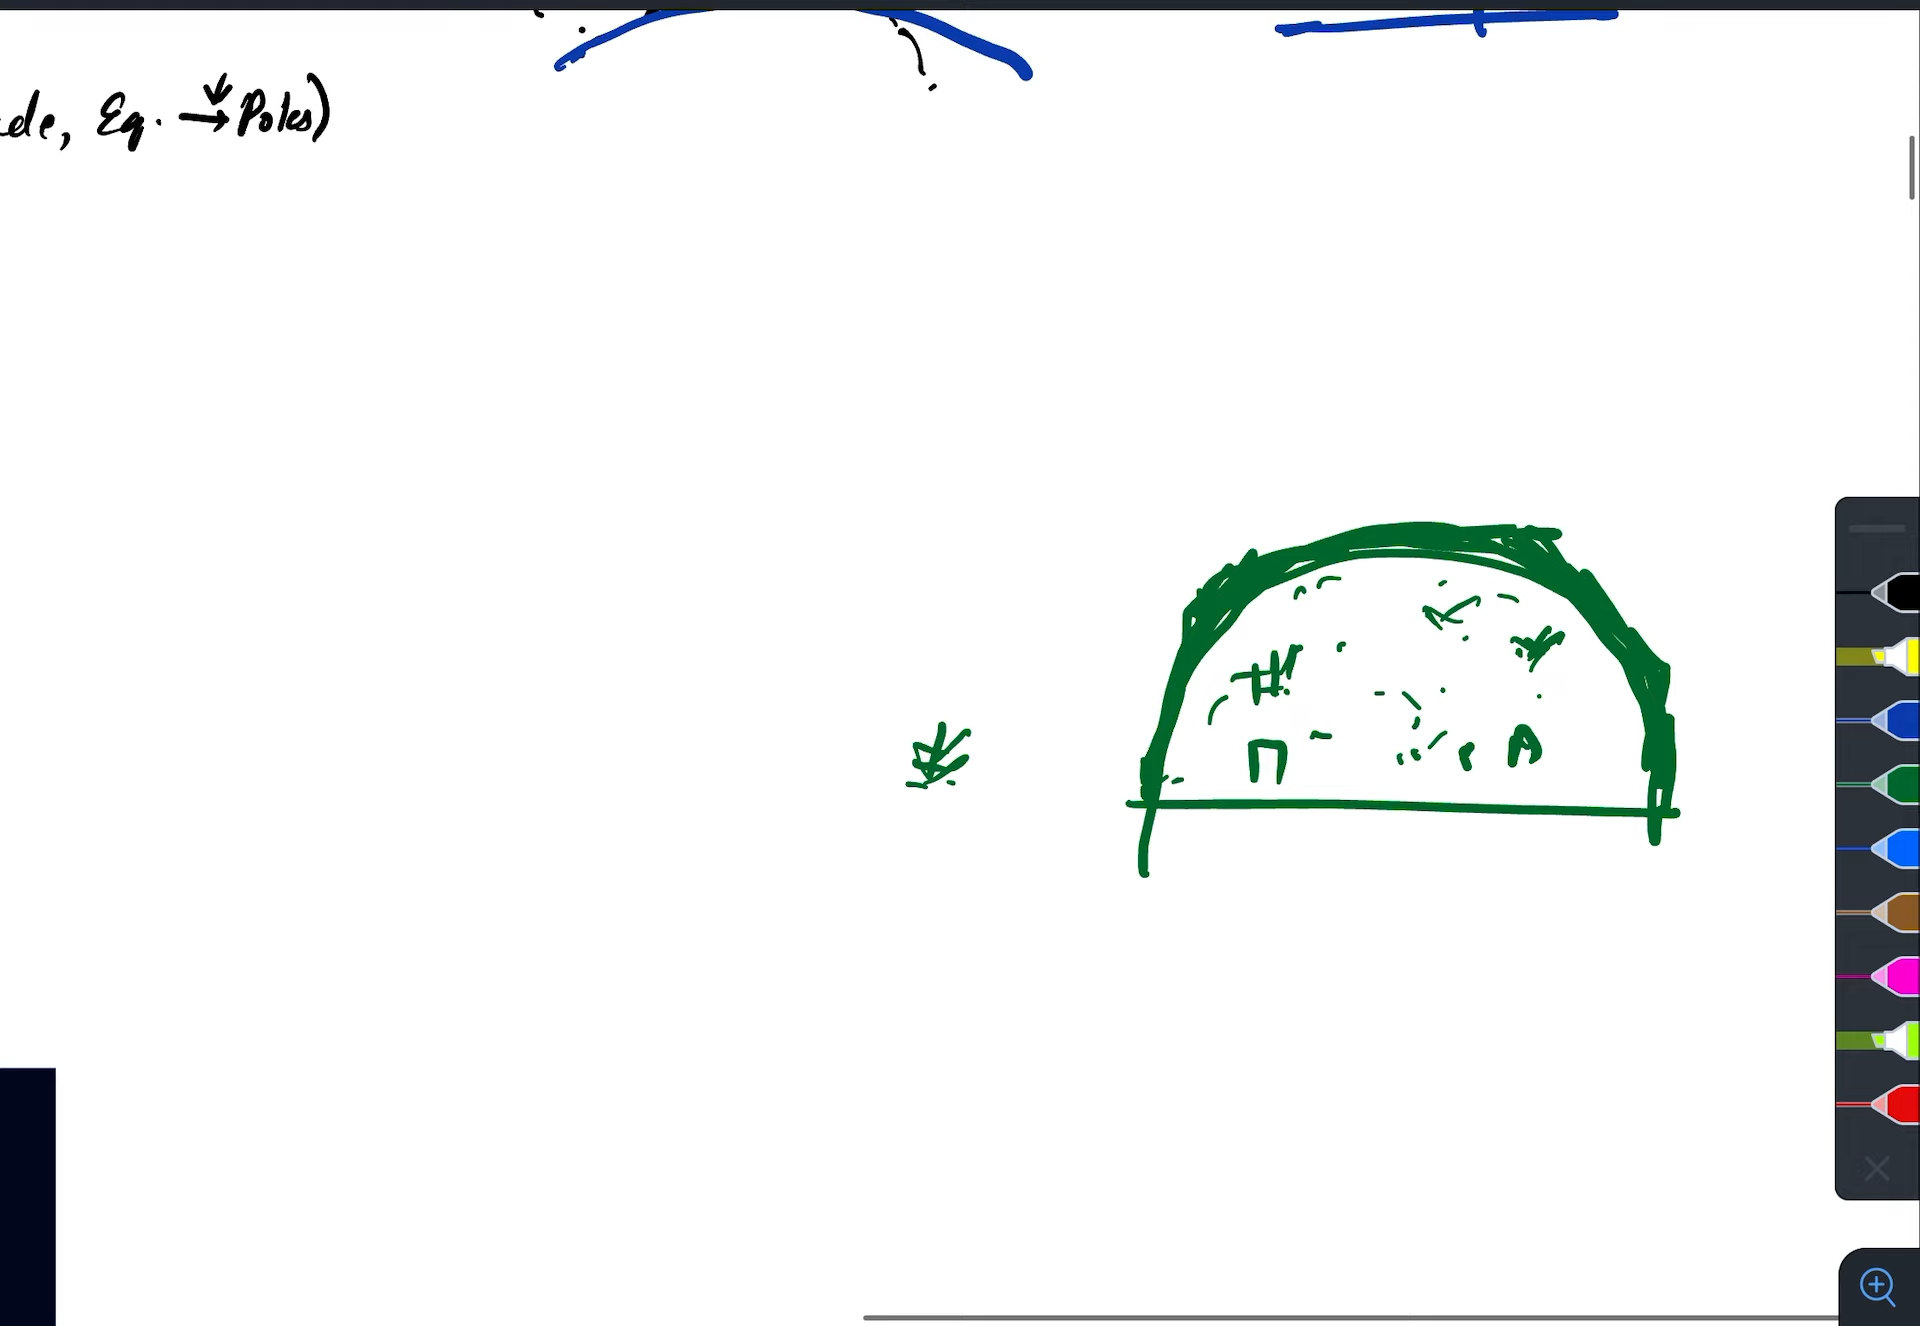 de, Eq. → Poles)